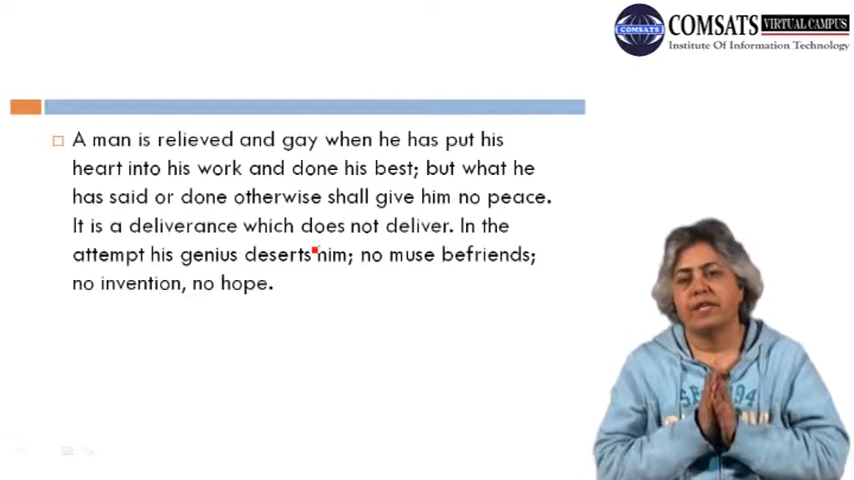 COMSATS
COMSATS VIRTUAL CAMPUS
Institute Of Information Technology
A man is relieved and gay when he has put his
heart into his work and done his best; but what he
has said or done otherwise shall give him no peace.
It is a deliverance which does not deliver. In the
attempt his genius deserts him; no muse befriends;
no invention, no hope.